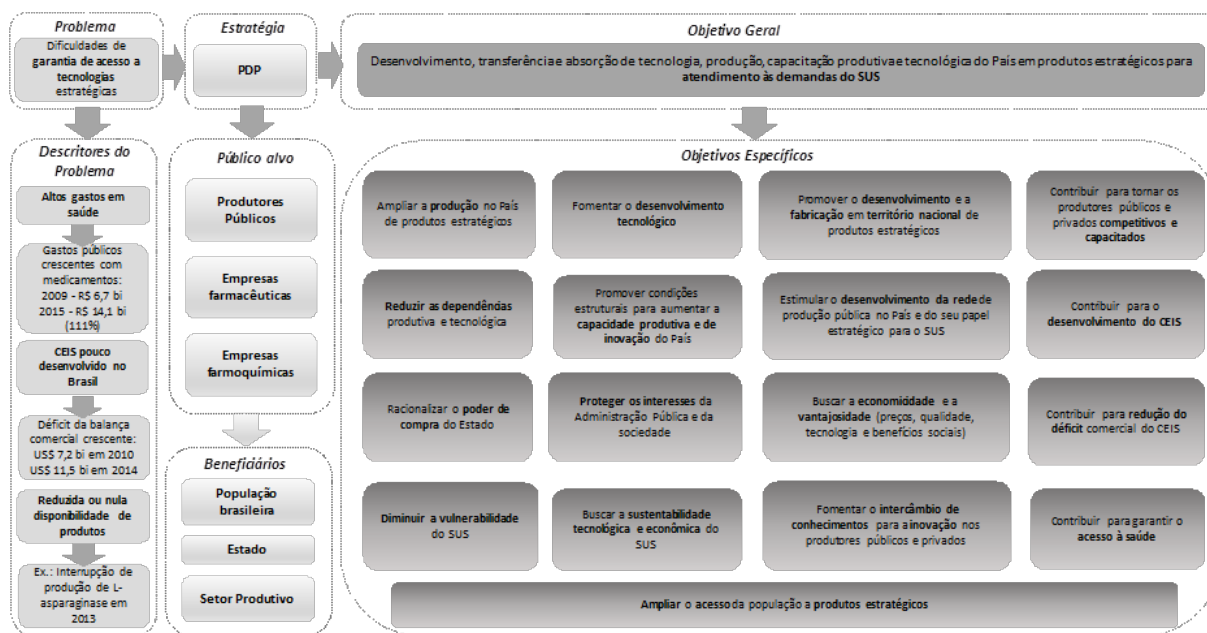 Problema
Dificuldades de
garantia de acesso a
tecnologias
estratégicas
Estratégia
PDP
Objetivo Geral
Desenvolvimento, transferência e absorção de tecnologia, produção, capacitação produtiva e tecnológica do País em produtos estratégicos para
atendimento às demandas do SUS
Descritores do
Problema
Altos gastos em
saúde
Gastos públicos
crescentes com
medicamentos:
2009 - R$ 6,7 bi
2015 - R$ 14,1 bi
(111%)
CEIS pouco
desenvolvido no
Brasil
Déficit da balança
comercial crescente:
US$ 7,2 bi em 2010
US$ 11,5 bi em 2014
Reduzida ou nula
disponibilidade de
produtos
Ex.: Interrupção de
produção de L-
asparaginase em
2013
Público alvo
Produtores
Públicos
Empresas
farmacêuticas
Empresas
farmoquímicas
Beneficiários
População
brasileira
Estado
Setor Produtivo
Objetivos Específicos
Ampliar a produção no País
de produtos estratégicos
Fomentar o desenvolvimento
tecnológico
Promover o desenvolvimento e a
fabricação em território nacional de
produtos estratégicos
Contribuir para tornar os
produtores públicos e
privados competitivos e
capacitados
Reduzir as dependências
produtiva e tecnológica
Promover condições
estruturais para aumentar a
capacidade produtiva e de
inovação do País
Estimular o desenvolvimento da rede de
produção pública no País e do seu papel
estratégico para o SUS
Contribuir para o
desenvolvimento do CEIS
Racionalizar o poder de
compra do Estado
Proteger os interesses da
Administração Pública e da
sociedade
Buscar a economicidade e a
vantajosidade (preços, qualidade,
tecnologia e benefícios sociais)
Contribuir para redução do
déficit comercial do CEIS
Diminuir a vulnerabilidade
do SUS
Buscar a sustentabilidade
tecnológica e econômica do
SUS
Fomentar o intercâmbio de
conhecimentos para a inovação nos
produtores públicos e privados
Contribuir para garantir o
acesso à saúde
Ampliar o acesso da população a produtos estratégicos